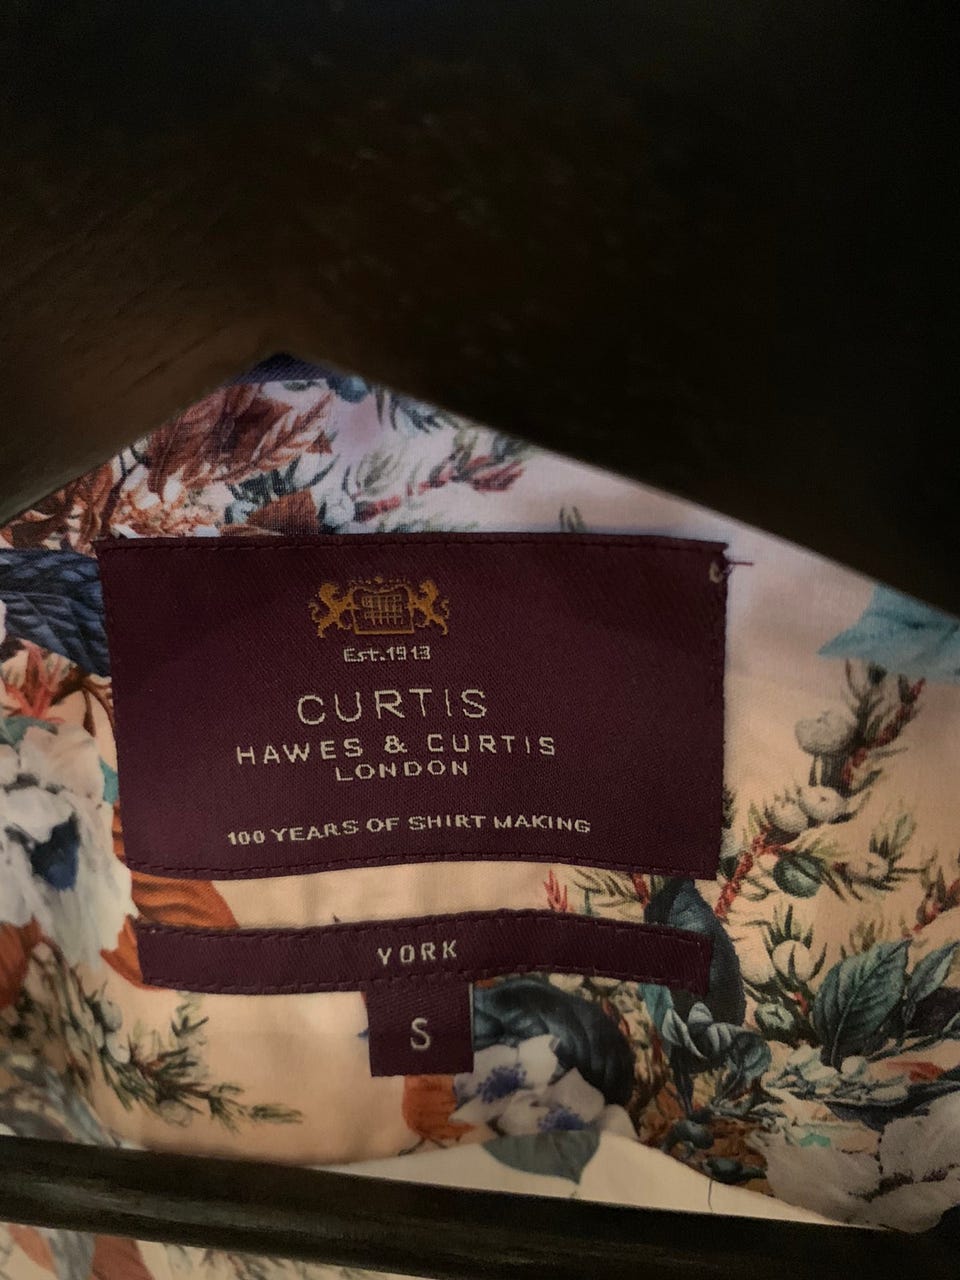 Est.1913
CURTIS
HAWES & CURTIS
LONDON
100 YEARS OF SHIRT MAKING
YORK
S